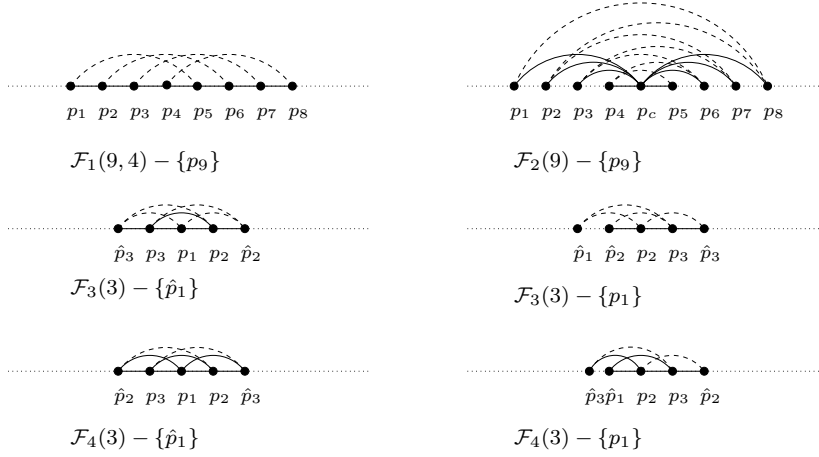 p₁ p₂ p₃ p₄ p₅ p₆ p₇ p₈
F₁(9, 4) − {p₉}
p₁ p₂ p₃ p₄ p_c p₅ p₆ p₇ p₈
F₂(9) − {p₉}
p̂₃ p₃ p₁ p₂ p̂₂
F₃(3) − {p̂₁}
p̂₁ p̂₂ p₂ p₃ p̂₃
F₃(3) − {p₁}
p̂₂ p₃ p₁ p₂ p̂₃
F₄(3) − {p̂₁}
p̂₃p̂₁ p₂ p₃ p̂₂
F₄(3) − {p₁}